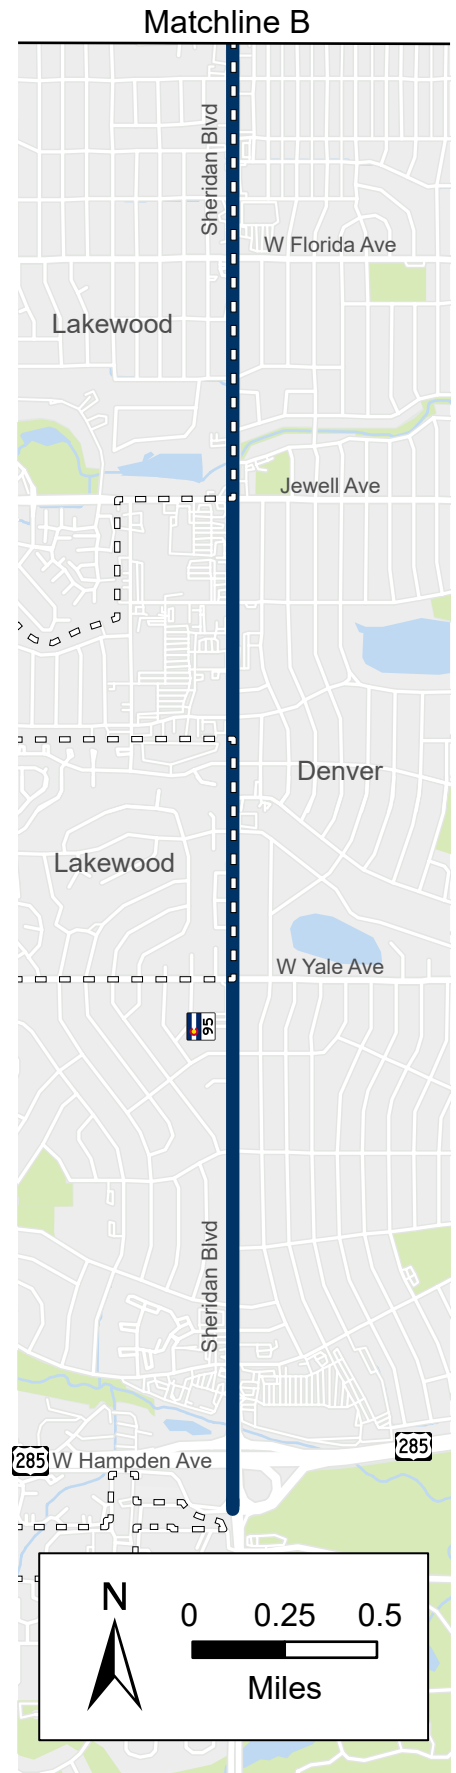 Matchline B
Sheridan Blvd
W Florida Ave
Lakewood
Jewell Ave
Denver
Lakewood
W Yale Ave
95
Sheridan Blvd
285
285 W Hampden Ave
N
0 0.25 0.5
Miles